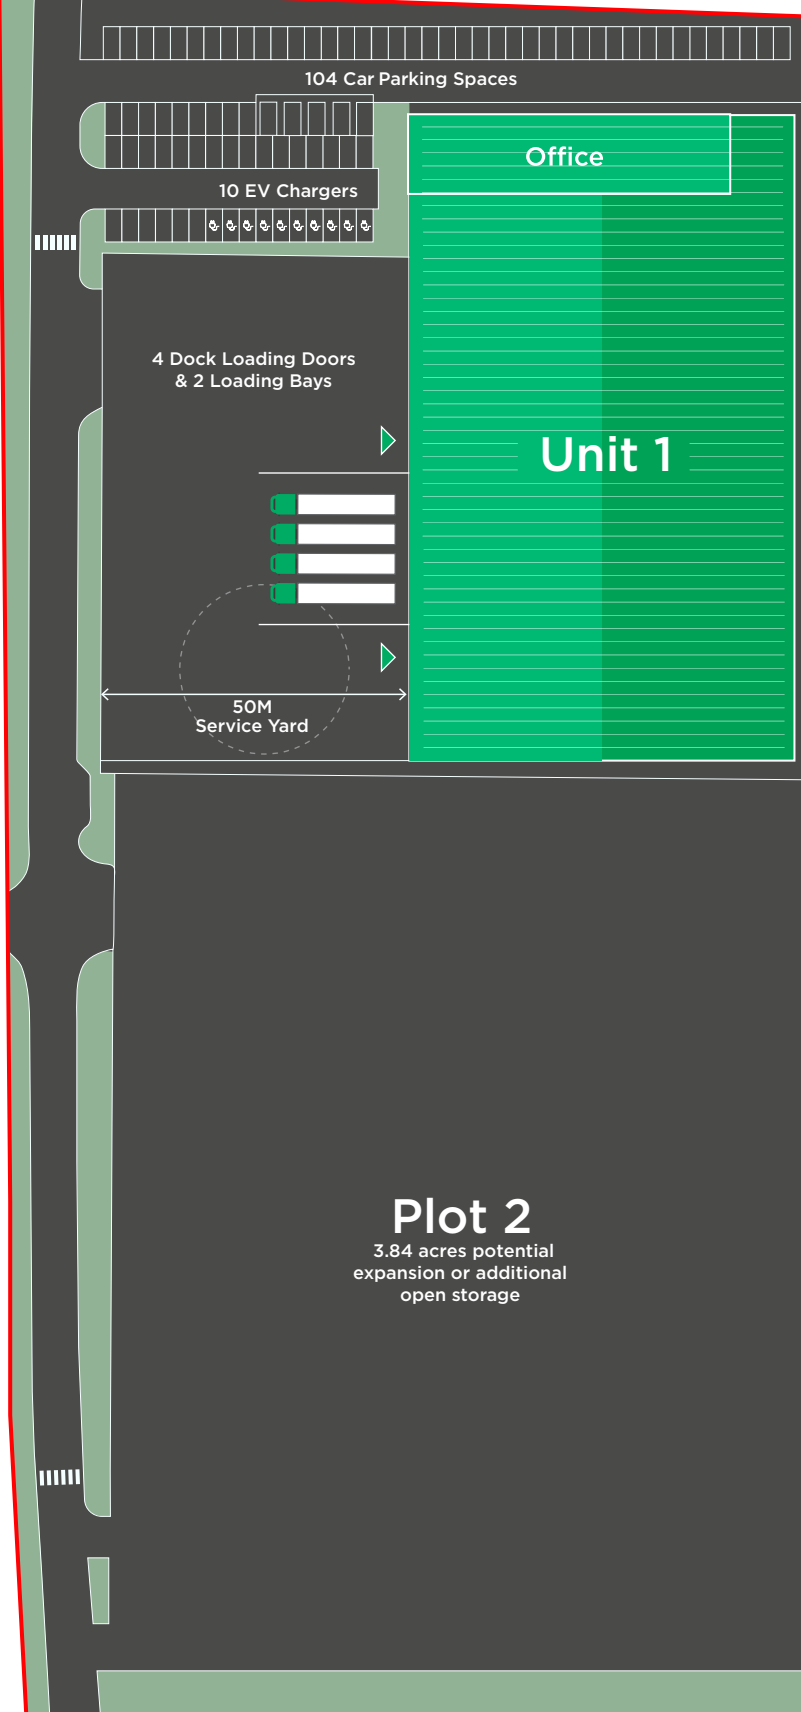 104 Car Parking Spaces
Office
10 EV Chargers
4 Dock Loading Doors
& 2 Loading Bays
Unit 1
50M
Service Yard
Plot 2
3.84 acres potential
expansion or additional
open storage